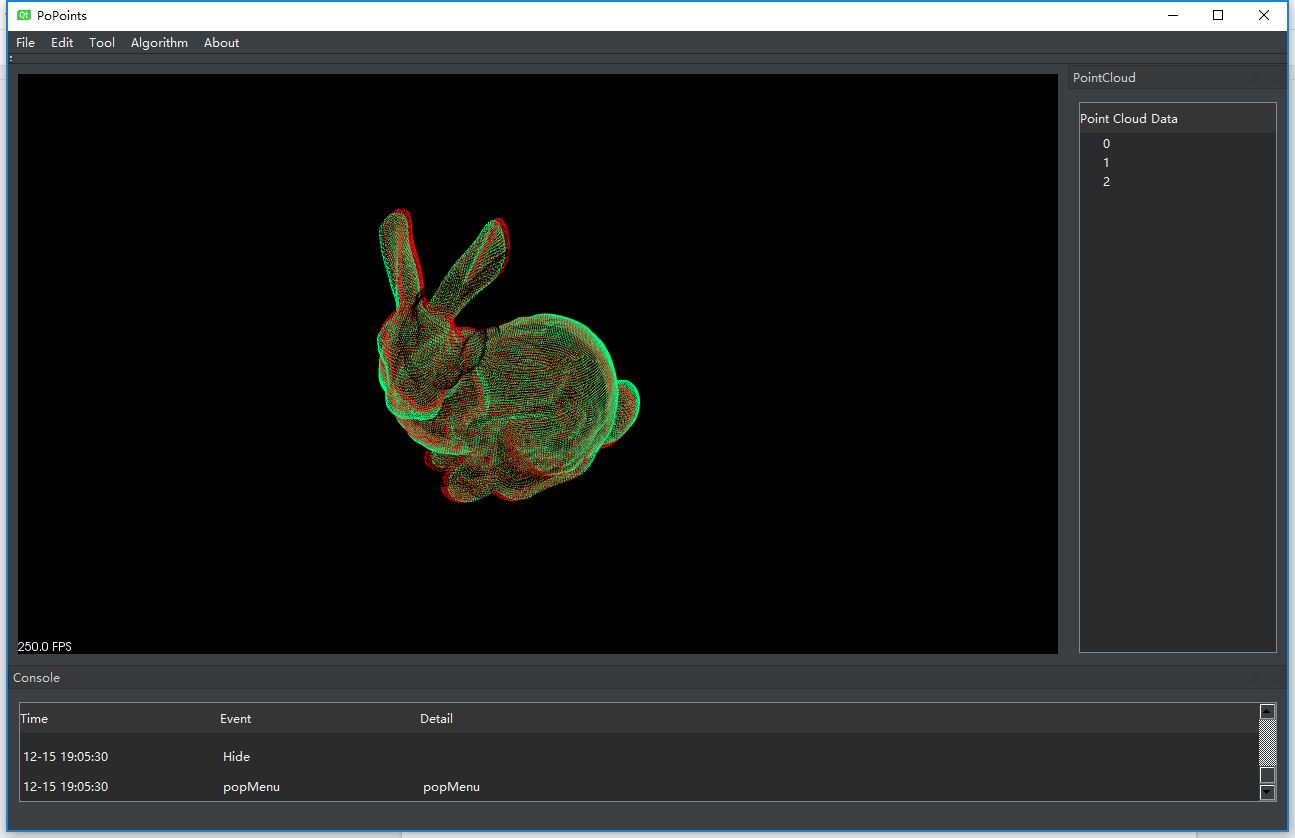 Qt PoPoints
File Edit Tool Algorithm About
PointCloud
Point Cloud Data
0
1
2
250.0 FPS
Console
Time Event Detail
12-15 19:05:30 Hide
12-15 19:05:30 popMenu popMenu